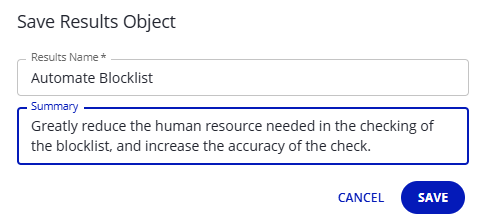 Save Results Object
Results Name*
Automate Blocklist
Summary
Greatly reduce the human resource needed in the checking of
the blocklist, and increase the accuracy of the check.
CANCEL
SAVE